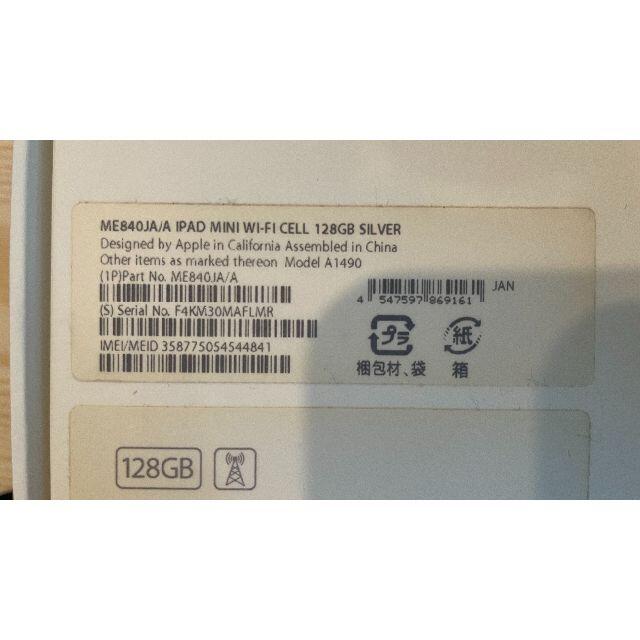 ME840JA/A IPAD MINI WI-FI CELL 128GB SILVER
Designed by Apple in California Assembled in China
Other items as marked thereon Model A1490
(1P)Part No. ME840JA/A
(S) Serial No. F4KM30MAFLMR
IMEI/MEID 358775054544841
JAN
4 547597 869161
プラ
紙
梱包材、袋
箱
128GB